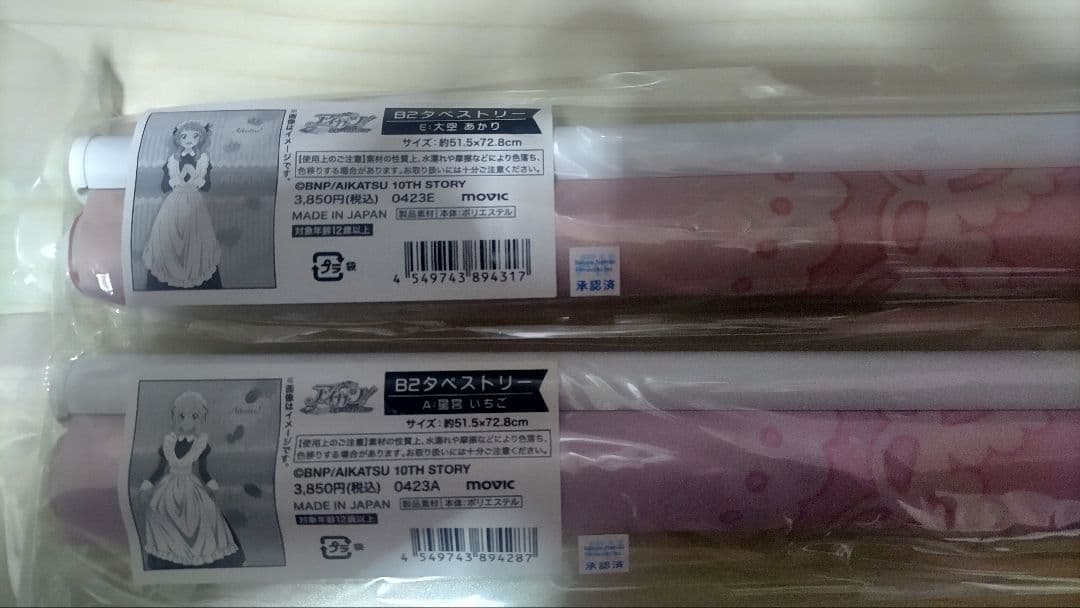 ※画像はイメージです。
Aikatsu!
アイカツ!
B2タペストリー
E:大空 あかり
サイズ:約51.5×72.8cm
【使用上のご注意】素材の性質上、水濡れや摩擦などにより色落ち、
色移りする場合があります。お取り扱いには十分ご注意ください。
©BNP/AIKATSU 10TH STORY
3,850円(税込) 0423E movic
MADE IN JAPAN 製品素材 本体:ポリエステル
対象年齢12歳以上
プラ 袋
4 549743 894317
承認済
※画像はイメージです。
Aikatsu!
アイカツ!
B2タペストリー
A:星宮 いちご
サイズ:約51.5×72.8cm
【使用上のご注意】素材の性質上、水濡れや摩擦などにより色落ち、
色移りする場合があります。お取り扱いには十分ご注意ください。
©BNP/AIKATSU 10TH STORY
3,850円(税込) 0423A movic
MADE IN JAPAN 製品素材 本体:ポリエステル
対象年齢12歳以上
プラ 袋
4 549743 894287
承認済